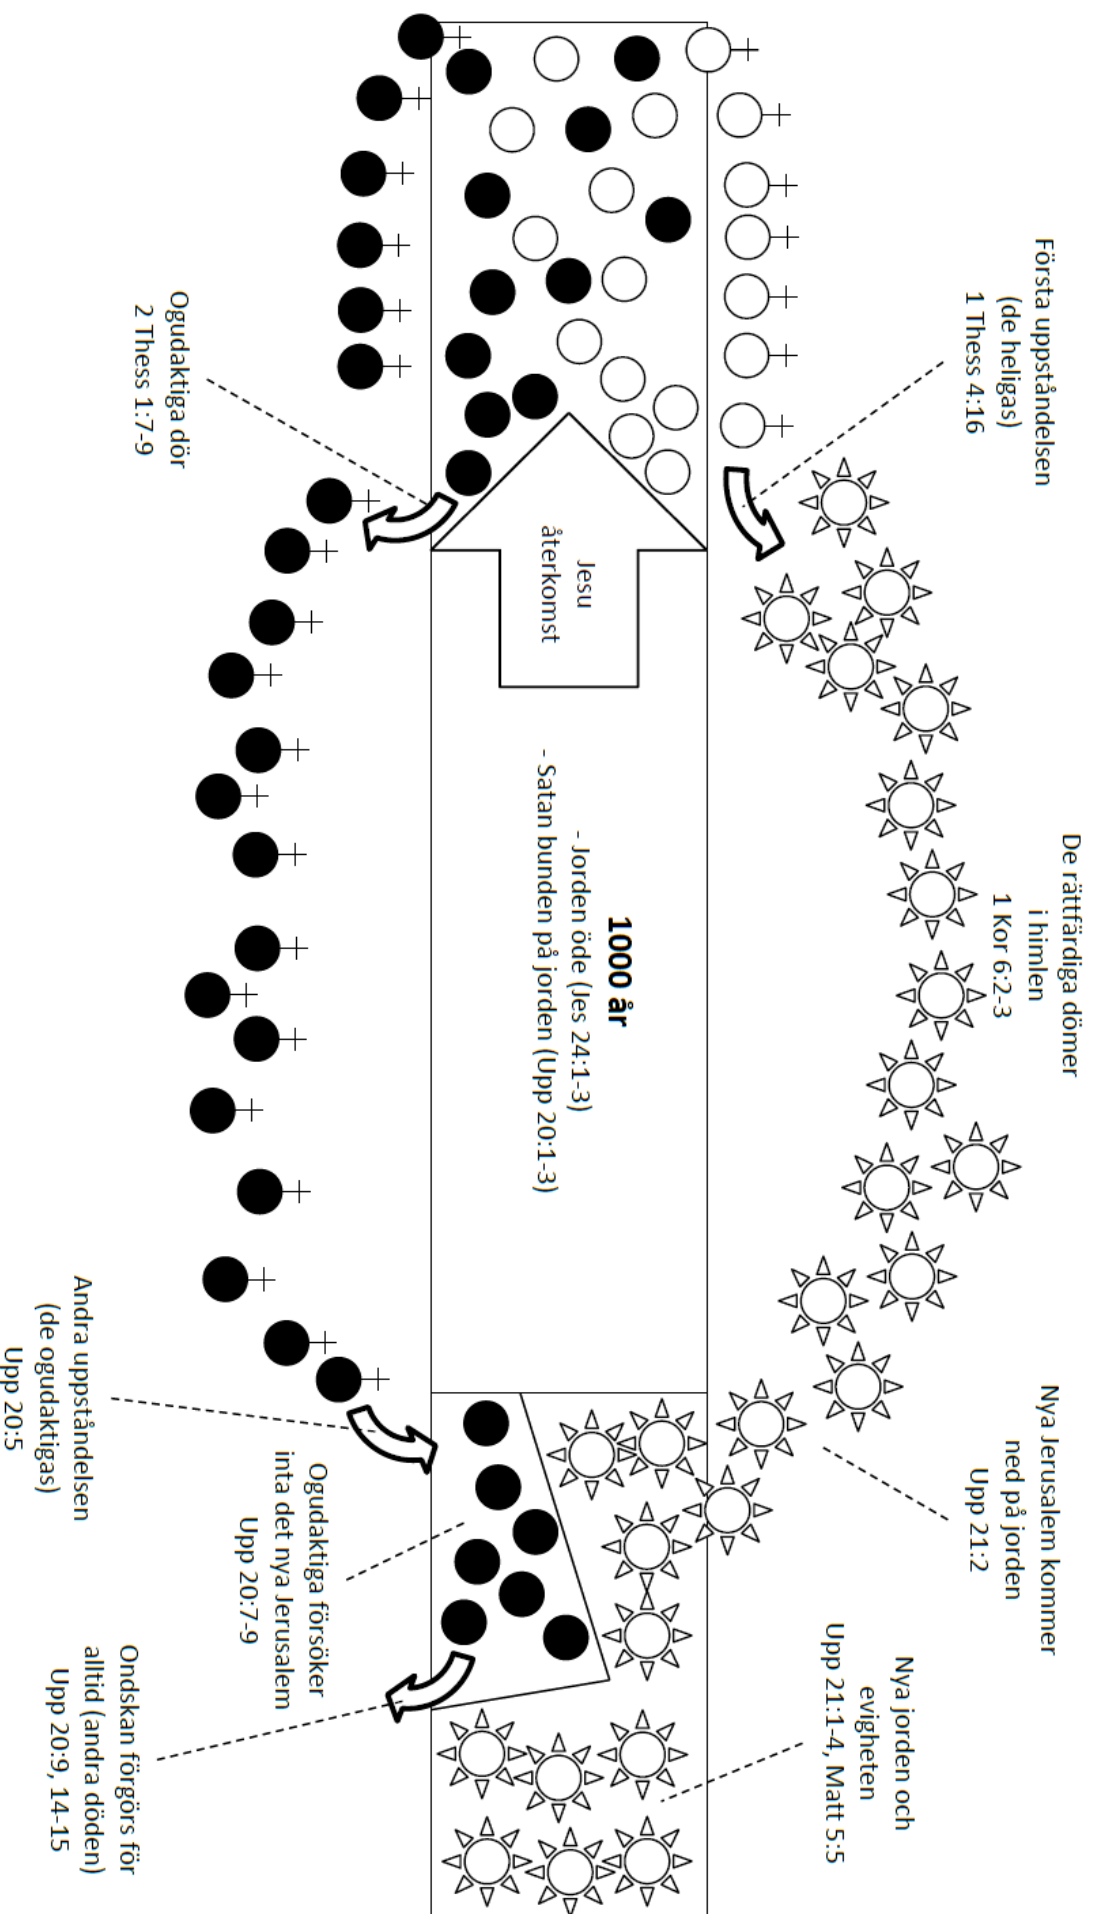 Första uppståndelsen
(de heligas)
1 Thess 4:16
De rättfärdiga dömer
i himlen
1 Kor 6:2-3
Nya Jerusalem kommer
ned på jorden
Upp 21:2
Nya jorden och
evigheten
Upp 21:1-4, Matt 5:5
Jesu
återkomst
1000 år
- Jorden öde (Jes 24:1-3)
- Satan bunden på jorden (Upp 20:1-3)
Ogudaktiga dör
2 Thess 1:7-9
Andra uppståndelsen
(de ogudaktigas)
Upp 20:5
Ogudaktiga försöker
inta det nya Jerusalem
Upp 20:7-9
Ondskan förgörs för
alltid (andra döden)
Upp 20:9, 14-15